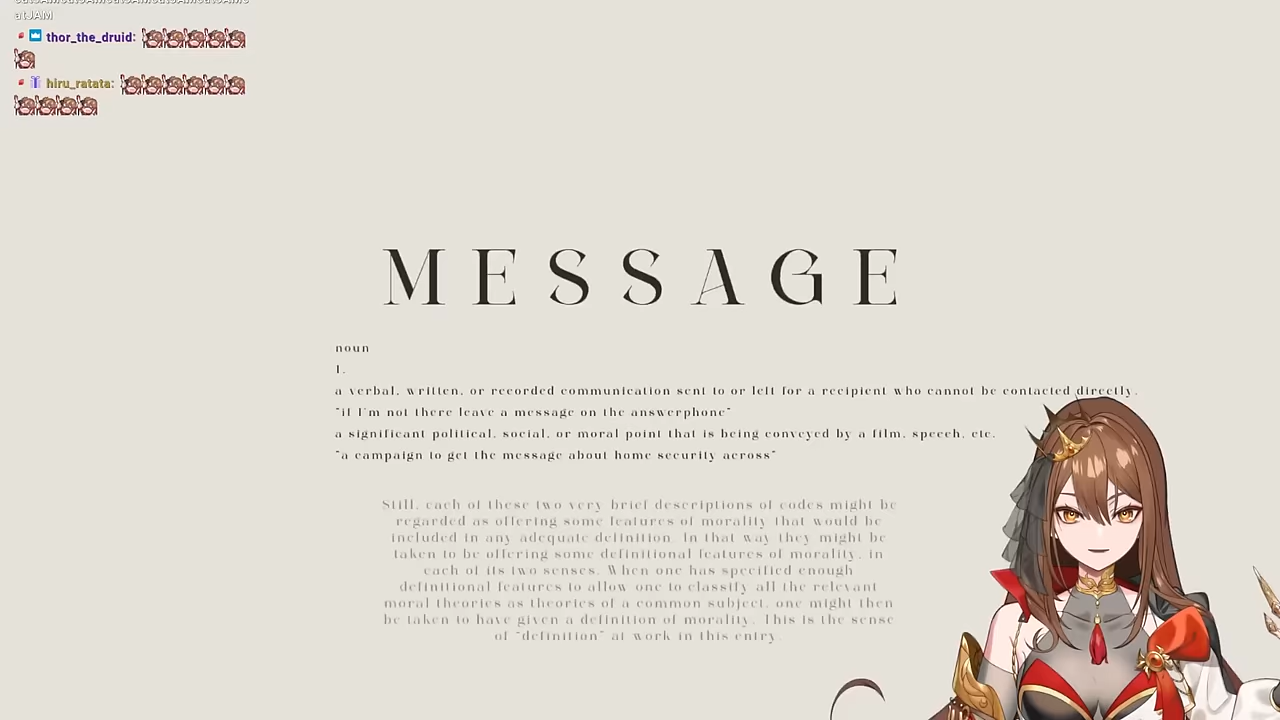 atJAM
thor_the_druid:
hiru_ratata:
MESSAGE
noun
1.
a verbal, written, or recorded communication sent to or left for a recipient who cannot be contacted directly.
"if I'm not there leave a message on the answerphone"
a significant political, social, or moral point that is being conveyed by a film, speech, etc.
"a campaign to get the message about home security across"
Still, each of these two very brief descriptions of codes might be
regarded as offering some features of morality that would be
included in any adequate definition. In that way they might be
taken to be offering some definitional features of morality, in
each of its two senses. When one has specified enough
definitional features to allow one to classify all the relevant
moral theories as theories of a common subject, one might then
be taken to have given a definition of morality. This is the sense
of "definition" at work in this entry.